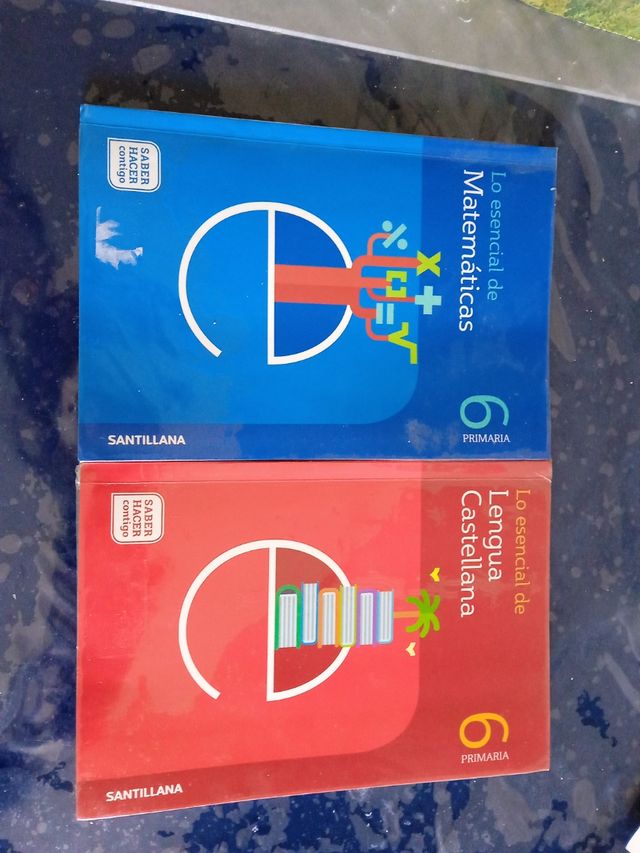 Lo esencial de
Matemáticas
6
PRIMARIA
% x + = √
SABER
HACER
contigo
SANTILLANA
Lo esencial de
Lengua
Castellana
6
PRIMARIA
SABER
HACER
contigo
SANTILLANA